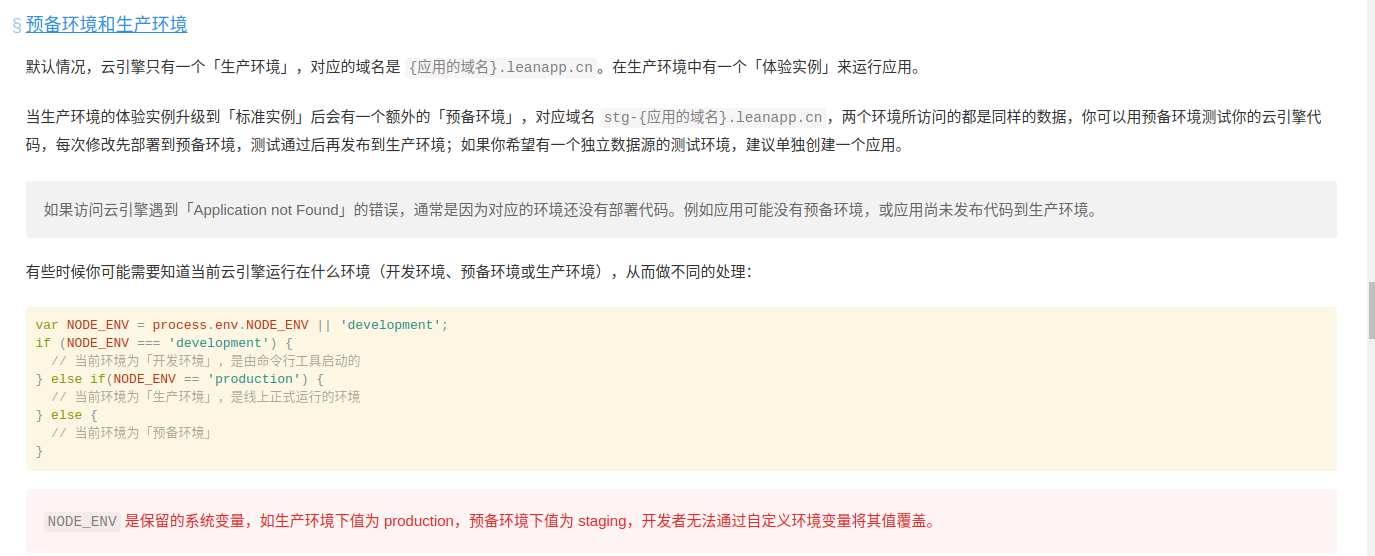 § 预备环境和生产环境
默认情况，云引擎只有一个「生产环境」，对应的域名是 {应用的域名}.leanapp.cn。在生产环境中有一个「体验实例」来运行应用。
当生产环境的体验实例升级到「标准实例」后会有一个额外的「预备环境」，对应域名 stg-{应用的域名}.leanapp.cn，两个环境所访问的都是同样的数据，你可以用预备环境测试你的云引擎代
码，每次修改先部署到预备环境，测试通过后再发布到生产环境；如果你希望有一个独立数据源的测试环境，建议单独创建一个应用。
如果访问云引擎遇到「Application not Found」的错误，通常是因为对应的环境还没有部署代码。例如应用可能没有预备环境，或应用尚未发布代码到生产环境。
有些时候你可能需要知道当前云引擎运行在什么环境（开发环境、预备环境或生产环境），从而做不同的处理：
var NODE_ENV = process.env.NODE_ENV || 'development';
if (NODE_ENV === 'development') {
  // 当前环境为「开发环境」，是由命令行工具启动的
} else if(NODE_ENV == 'production') {
  // 当前环境为「生产环境」，是线上正式运行的环境
} else {
  // 当前环境为「预备环境」
}
NODE_ENV 是保留的系统变量，如生产环境下值为 production，预备环境下值为 staging，开发者无法通过自定义环境变量将其值覆盖。